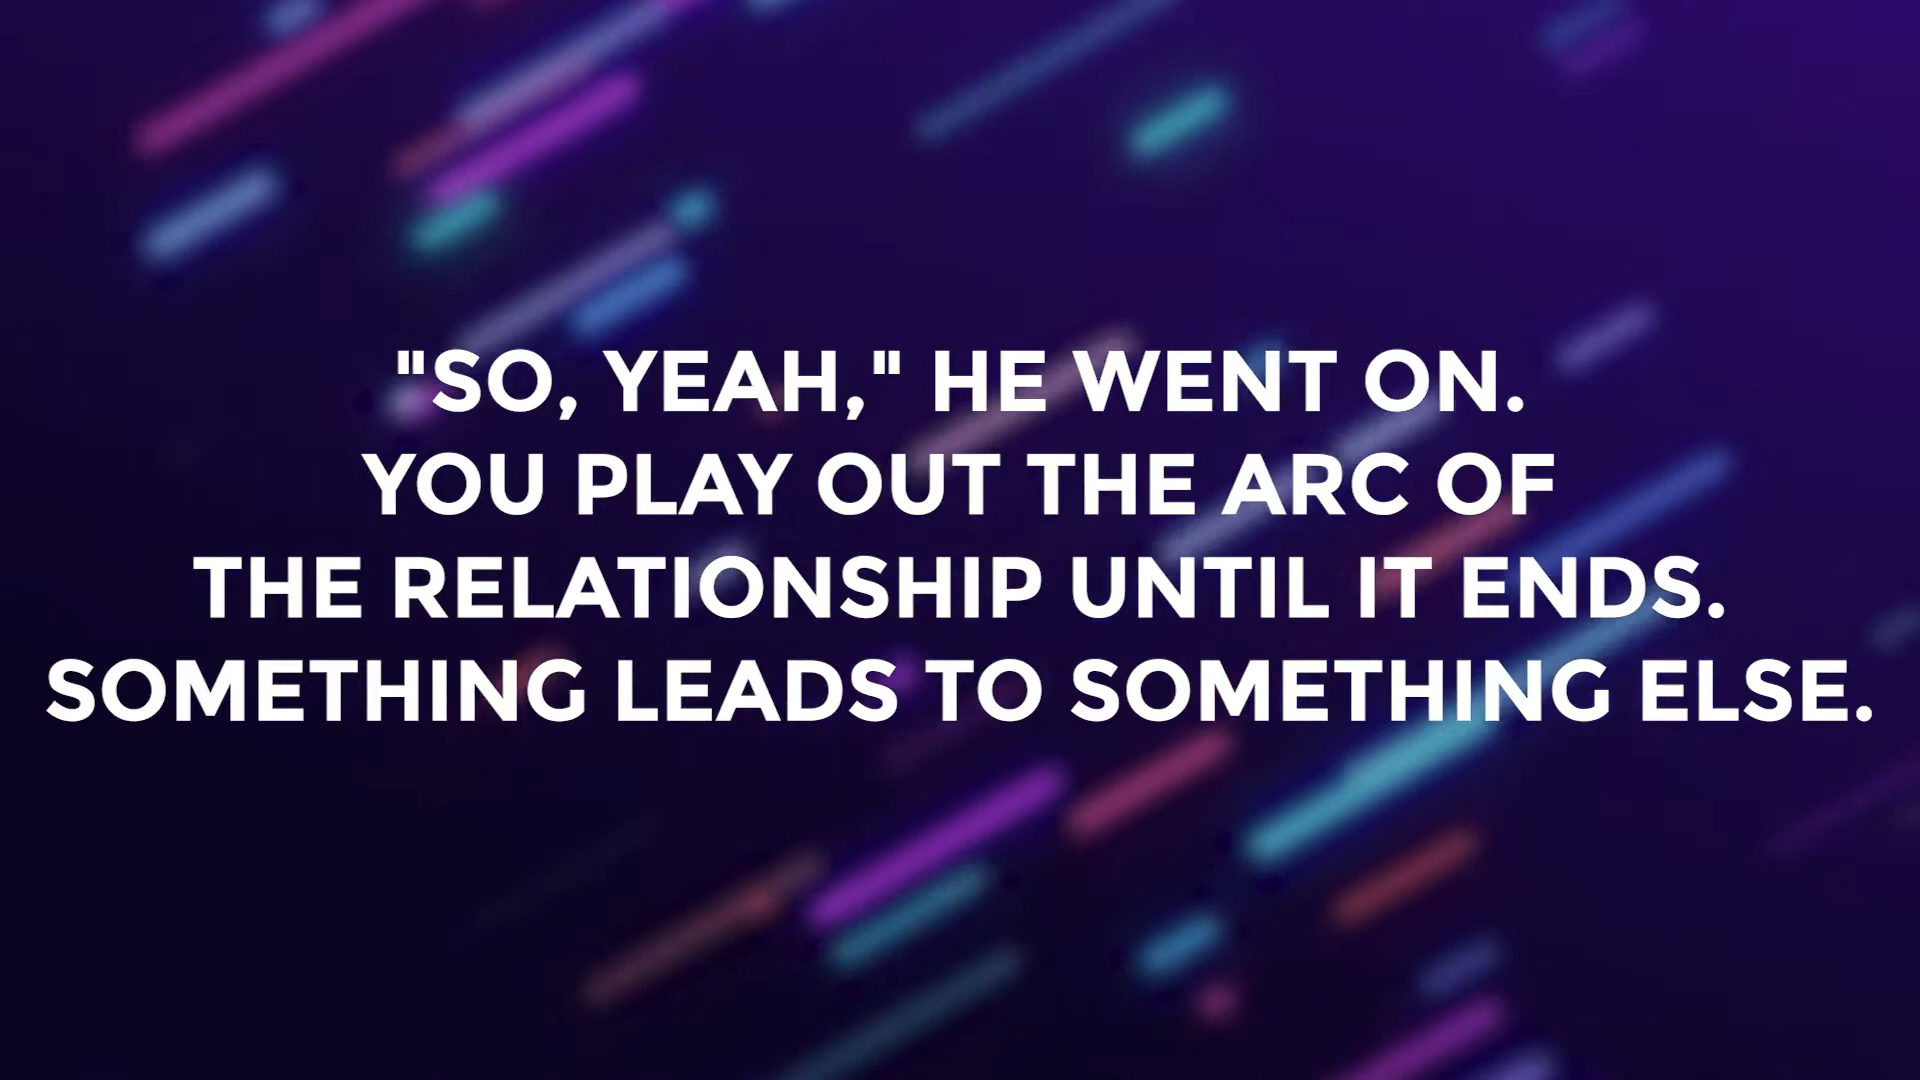 "SO, YEAH," HE WENT ON.
YOU PLAY OUT THE ARC OF
THE RELATIONSHIP UNTIL IT ENDS.
SOMETHING LEADS TO SOMETHING ELSE.